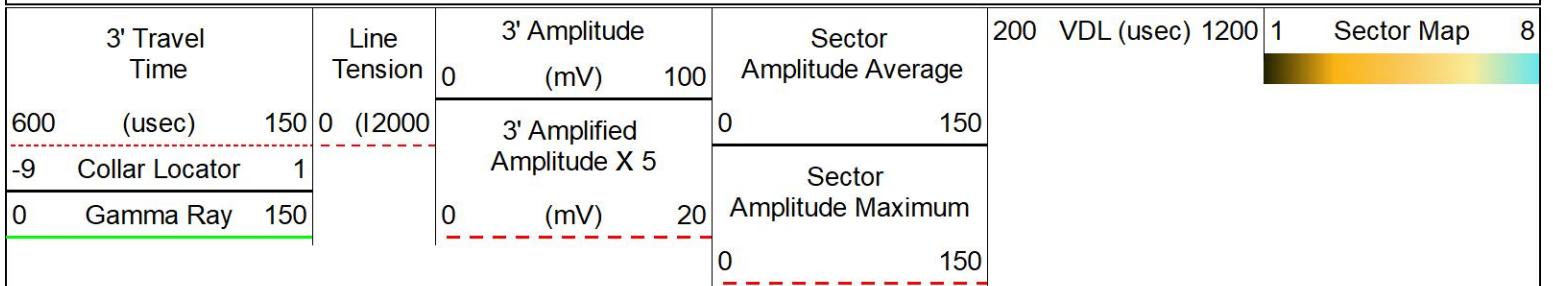 3' Travel
Time
600 (usec) 150
-9 Collar Locator 1
0 Gamma Ray 150
Line
Tension
0 (l2000
3' Amplitude
0 (mV) 100
3' Amplified
Amplitude X 5
0 (mV) 20
Sector
Amplitude Average
0 150
Sector
Amplitude Maximum
0 150
200 VDL (usec) 1200
1 Sector Map 8